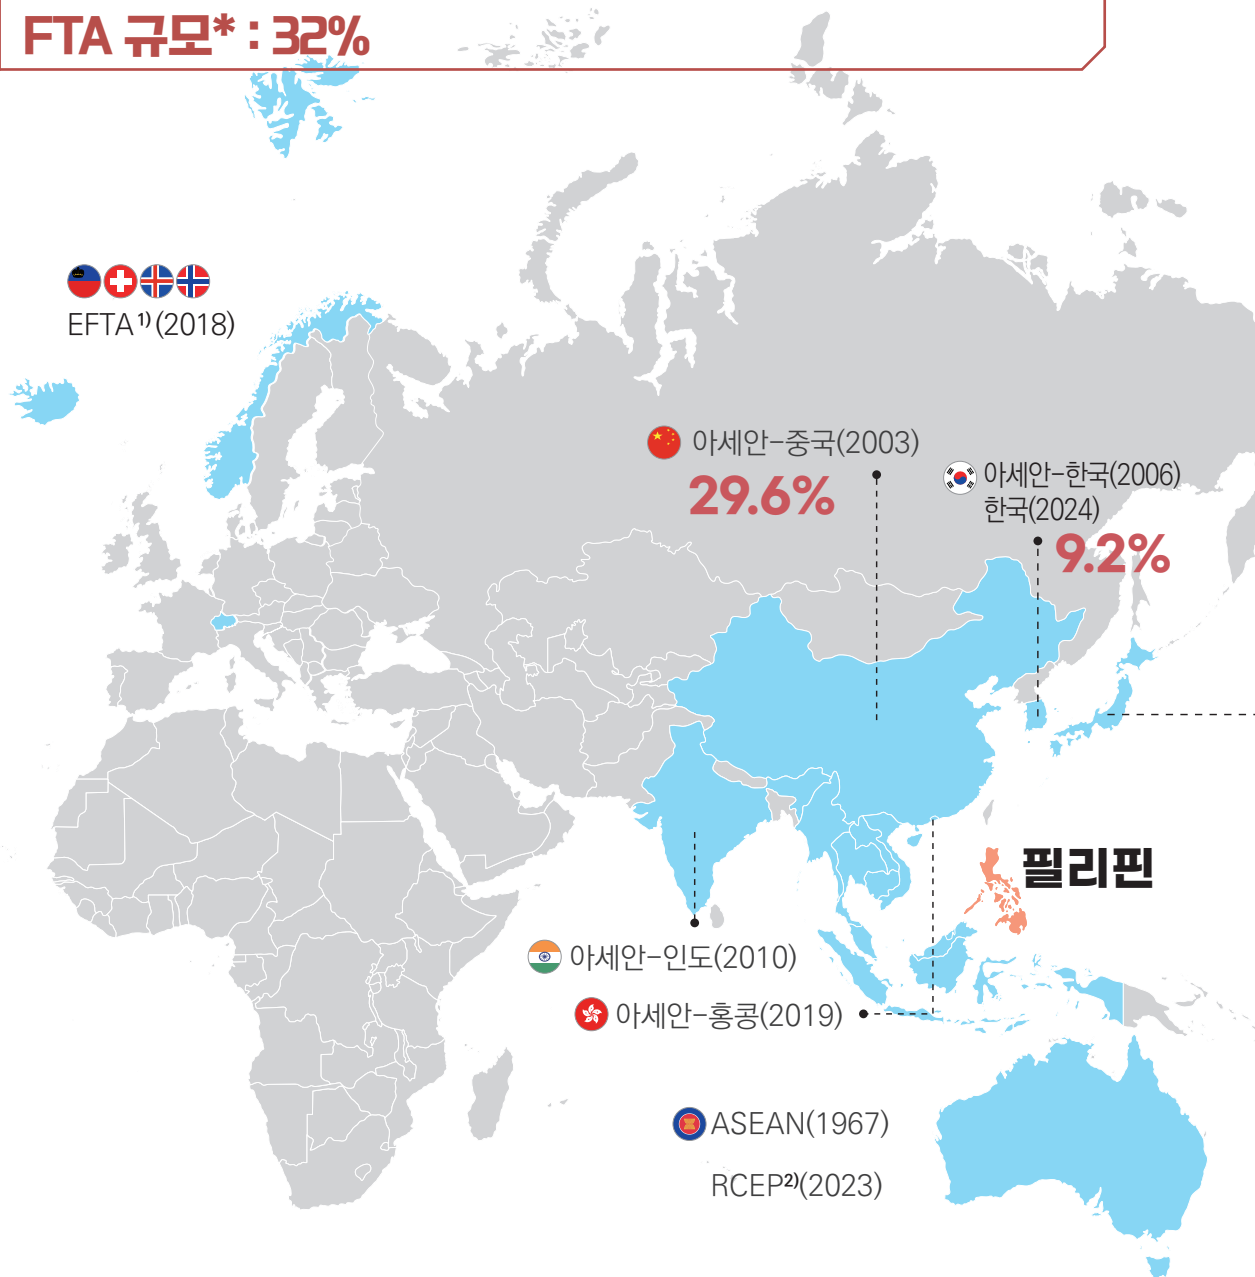 FTA 규모* : 32%
EFTA¹⁾(2018)
아세안-중국(2003)
29.6%
아세안-한국(2006)
한국(2024)
9.2%
필리핀
아세안-인도(2010)
아세안-홍콩(2019)
ASEAN(1967)
RCEP²⁾(2023)